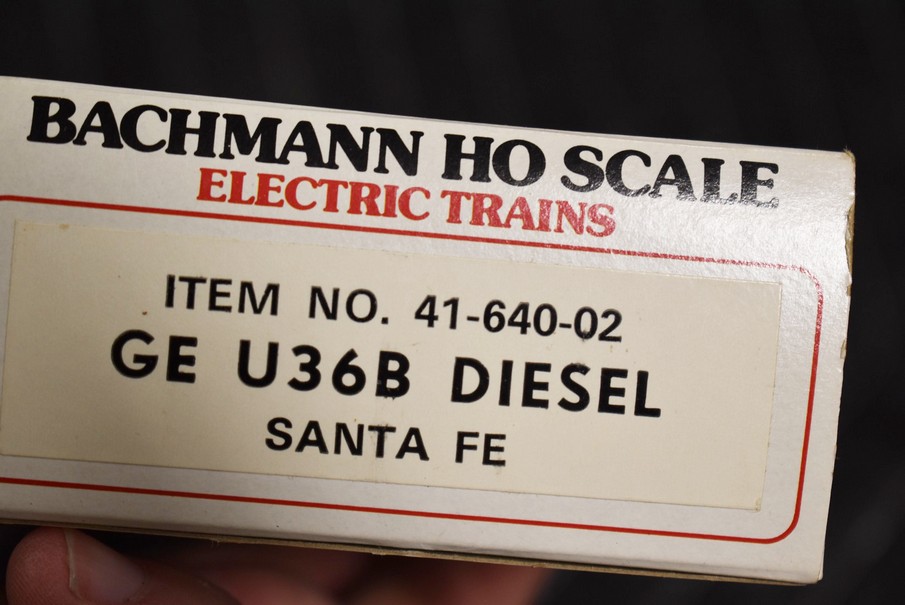 BACHMANN HO SCALE
ELECTRIC TRAINS
ITEM NO. 41-640-02
GE U36B DIESEL
SANTA FE